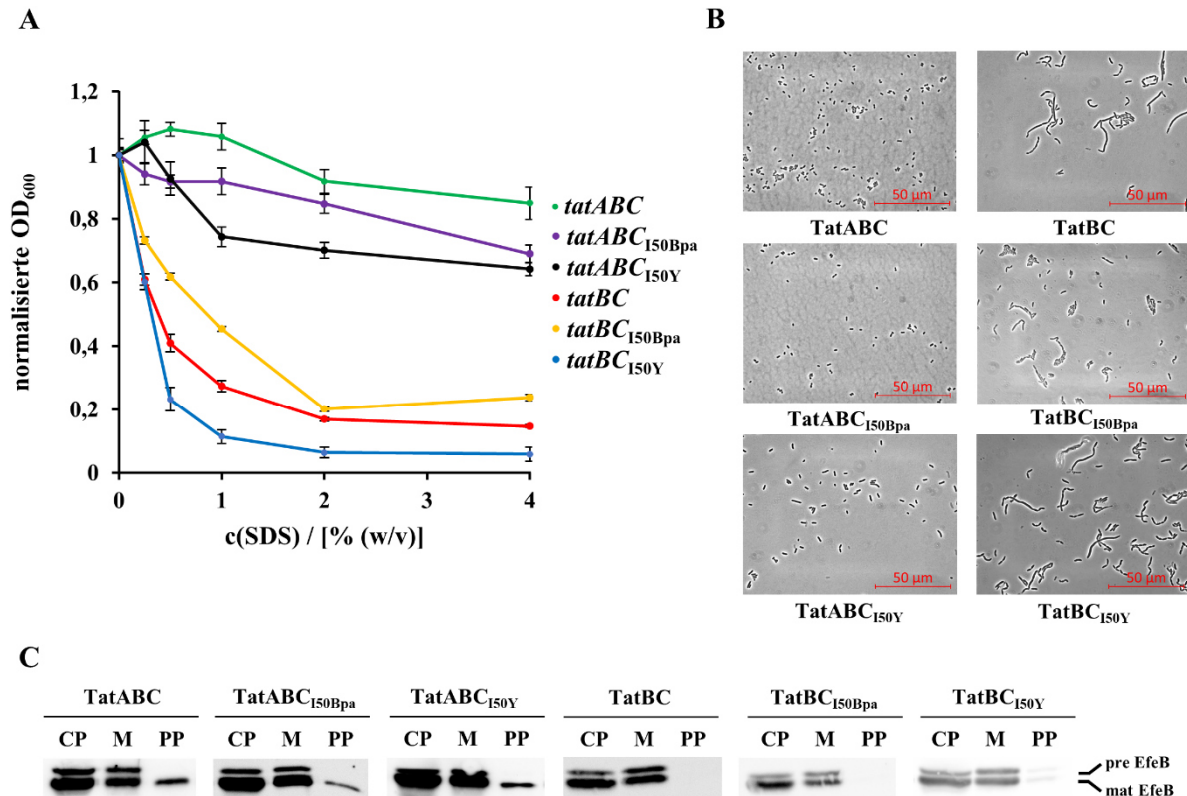 A
normalisierte OD600
1,2
1
0,8
0,6
0,4
0,2
0
0
1
2
3
4
c(SDS) / [% (w/v)]
tatABC
tatABCI50Bpa
tatABCI50Y
tatBC
tatBCI50Bpa
tatBCI50Y
B
50 µm
50 µm
TatABC
TatBC
50 µm
50 µm
TatABCI50Bpa
TatBCI50Bpa
50 µm
50 µm
TatABCI50Y
TatBCI50Y
C
TatABC
TatABCI50Bpa
TatABCI50Y
TatBC
TatBCI50Bpa
TatBCI50Y
CP M PP
CP M PP
CP M PP
CP M PP
CP M PP
CP M PP
pre EfeB
mat EfeB